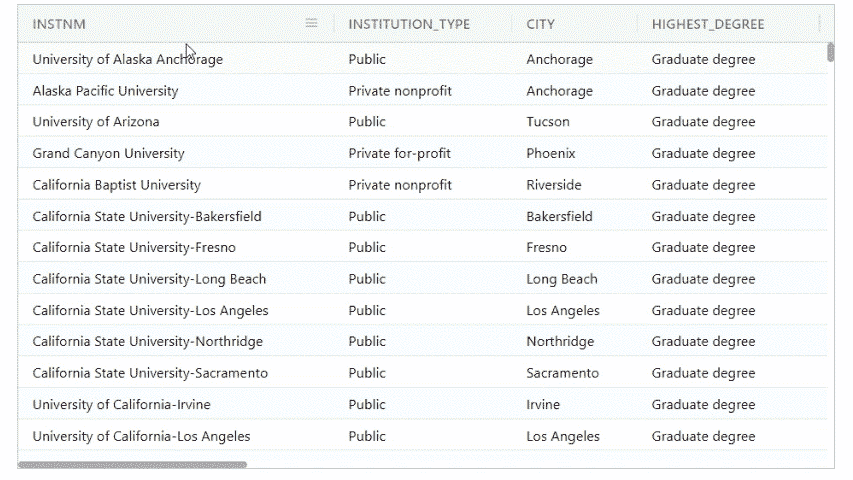 INSTNM INSTITUTION_TYPE CITY HIGHEST_DEGREE
University of Alaska Anchorage Public Anchorage Graduate degree
Alaska Pacific University Private nonprofit Anchorage Graduate degree
University of Arizona Public Tucson Graduate degree
Grand Canyon University Private for-profit Phoenix Graduate degree
California Baptist University Private nonprofit Riverside Graduate degree
California State University-Bakersfield Public Bakersfield Graduate degree
California State University-Fresno Public Fresno Graduate degree
California State University-Long Beach Public Long Beach Graduate degree
California State University-Los Angeles Public Los Angeles Graduate degree
California State University-Northridge Public Northridge Graduate degree
California State University-Sacramento Public Sacramento Graduate degree
University of California-Irvine Public Irvine Graduate degree
University of California-Los Angeles Public Los Angeles Graduate degree